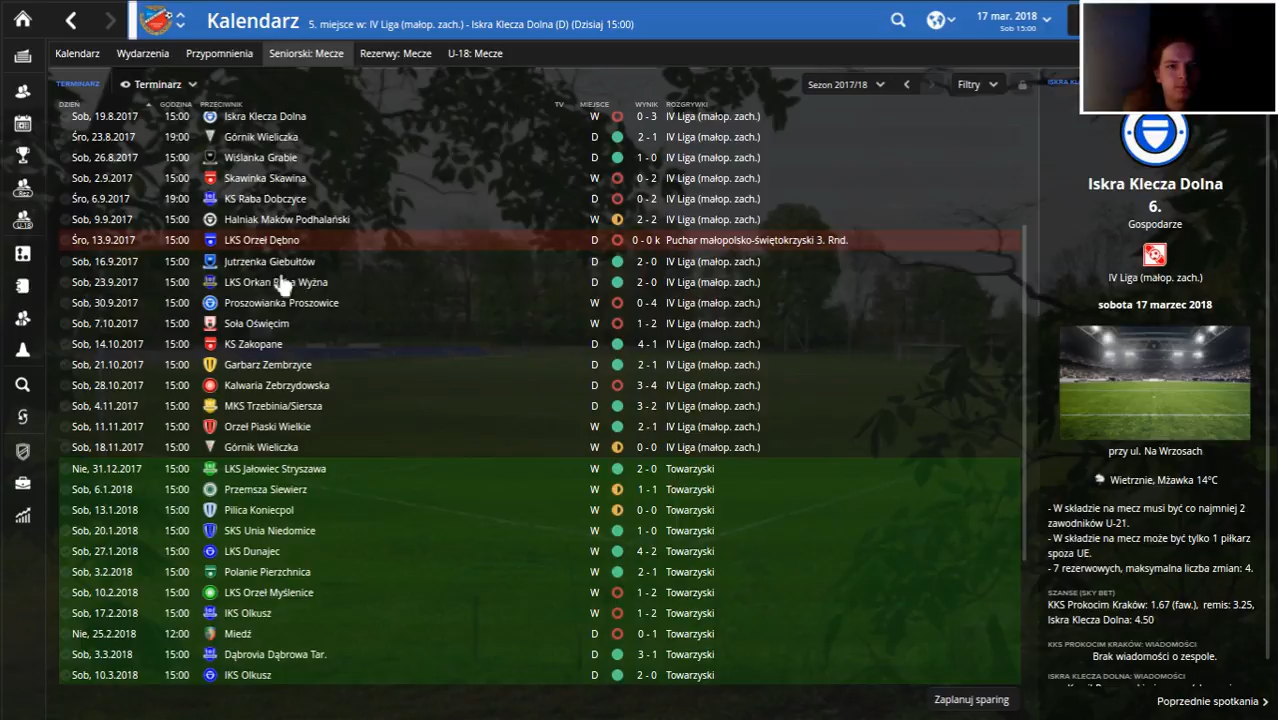 Kalendarz 5. miejsce w: IV Liga (małop. zach.) - Iskra Klecza Dolna (D) (Dzisiaj 15:00)
17 mar. 2018
Sob 15:00
Kalendarz Wydarzenia Przypomnienia Seniorski: Mecze Rezerwy: Mecze U-18: Mecze
TERMINARZ Terminarz Sezon 2017/18 Filtry
DZIEŃ GODZINA PRZECIWNIK TV MIEJSCE WYNIK ROZGRYWKI
Sob, 19.8.2017 15:00 Iskra Klecza Dolna W 0 - 3 IV Liga (małop. zach.)
Śro, 23.8.2017 19:00 Górnik Wieliczka D 2 - 1 IV Liga (małop. zach.)
Sob, 26.8.2017 15:00 Wiślanka Grabie D 1 - 0 IV Liga (małop. zach.)
Sob, 2.9.2017 15:00 Skawinka Skawina W 0 - 2 IV Liga (małop. zach.)
Śro, 6.9.2017 19:00 KS Raba Dobczyce D 0 - 2 IV Liga (małop. zach.)
Sob, 9.9.2017 15:00 Halniak Maków Podhalański W 2 - 2 IV Liga (małop. zach.)
Śro, 13.9.2017 15:00 LKS Orzeł Dębno D 0 - 0 k Puchar małopolsko-świętokrzyski 3. Rnd.
Sob, 16.9.2017 15:00 Jutrzenka Giebułtów D 2 - 0 IV Liga (małop. zach.)
Sob, 23.9.2017 15:00 LKS Orkan Wyżna D 2 - 0 IV Liga (małop. zach.)
Sob, 30.9.2017 15:00 Proszowianka Proszowice W 0 - 4 IV Liga (małop. zach.)
Sob, 7.10.2017 15:00 Soła Oświęcim W 1 - 2 IV Liga (małop. zach.)
Sob, 14.10.2017 15:00 KS Zakopane D 4 - 1 IV Liga (małop. zach.)
Sob, 21.10.2017 15:00 Garbarz Zembrzyce D 2 - 1 IV Liga (małop. zach.)
Sob, 28.10.2017 15:00 Kalwaria Zebrzydowska D 3 - 4 IV Liga (małop. zach.)
Sob, 4.11.2017 15:00 MKS Trzebinia/Siersza D 3 - 2 IV Liga (małop. zach.)
Sob, 11.11.2017 15:00 Orzeł Piaski Wielkie W 2 - 1 IV Liga (małop. zach.)
Sob, 18.11.2017 15:00 Górnik Wieliczka W 0 - 0 IV Liga (małop. zach.)
Nie, 31.12.2017 15:00 LKS Jałowiec Stryszawa W 2 - 0 Towarzyski
Sob, 6.1.2018 15:00 Przemsza Siewierz W 1 - 1 Towarzyski
Sob, 13.1.2018 15:00 Pilica Koniecpol W 0 - 0 Towarzyski
Sob, 20.1.2018 15:00 SKS Unia Niedomice W 1 - 0 Towarzyski
Sob, 27.1.2018 15:00 LKS Dunajec W 4 - 2 Towarzyski
Sob, 3.2.2018 15:00 Polanie Pierzchnica W 2 - 1 Towarzyski
Sob, 10.2.2018 15:00 LKS Orzeł Myślenice W 1 - 2 Towarzyski
Sob, 17.2.2018 15:00 IKS Olkusz W 1 - 2 Towarzyski
Nie, 25.2.2018 12:00 Miedź D 0 - 1 Towarzyski
Sob, 3.3.2018 15:00 Dąbrovia Dąbrowa Tar. D 3 - 1 Towarzyski
Sob, 10.3.2018 15:00 IKS Olkusz D 2 - 0 Towarzyski
Zaplanuj sparing
Iskra Klecza Dolna
6.
Gospodarze
IV Liga (małop. zach.)
sobota 17 marzec 2018
przy ul. Na Wrzosach
Wietrznie, Mżawka 14°C
- W składzie na mecz musi być co najmniej 2
zawodników U-21.
- W składzie na mecz może być tylko 1 piłkarz
spoza UE.
- 7 rezerwowych, maksymalna liczba zmian: 4.
SZANSE (SKY BET)
KKS Prokocim Kraków: 1.67 (faw.), remis: 3.25,
Iskra Klecza Dolna: 4.50
KKS PROKOCIM KRAKÓW: WIADOMOŚCI
Brak wiadomości o zespole.
ISKRA KLECZA DOLNA: WIADOMOŚCI
Poprzednie spotkania